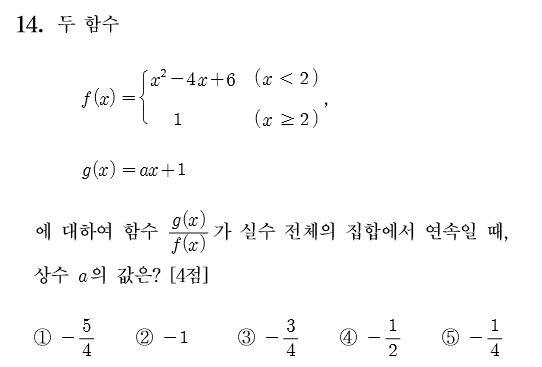 14. 두 함수
f(x) = { x² − 4x + 6 (x < 2)
1 (x ≥ 2) ,
g(x) = ax + 1
에 대하여 함수 g(x)/f(x) 가 실수 전체의 집합에서 연속일 때,
상수 a의 값은? [4점]
① −5/4 ② −1 ③ −3/4 ④ −1/2 ⑤ −1/4